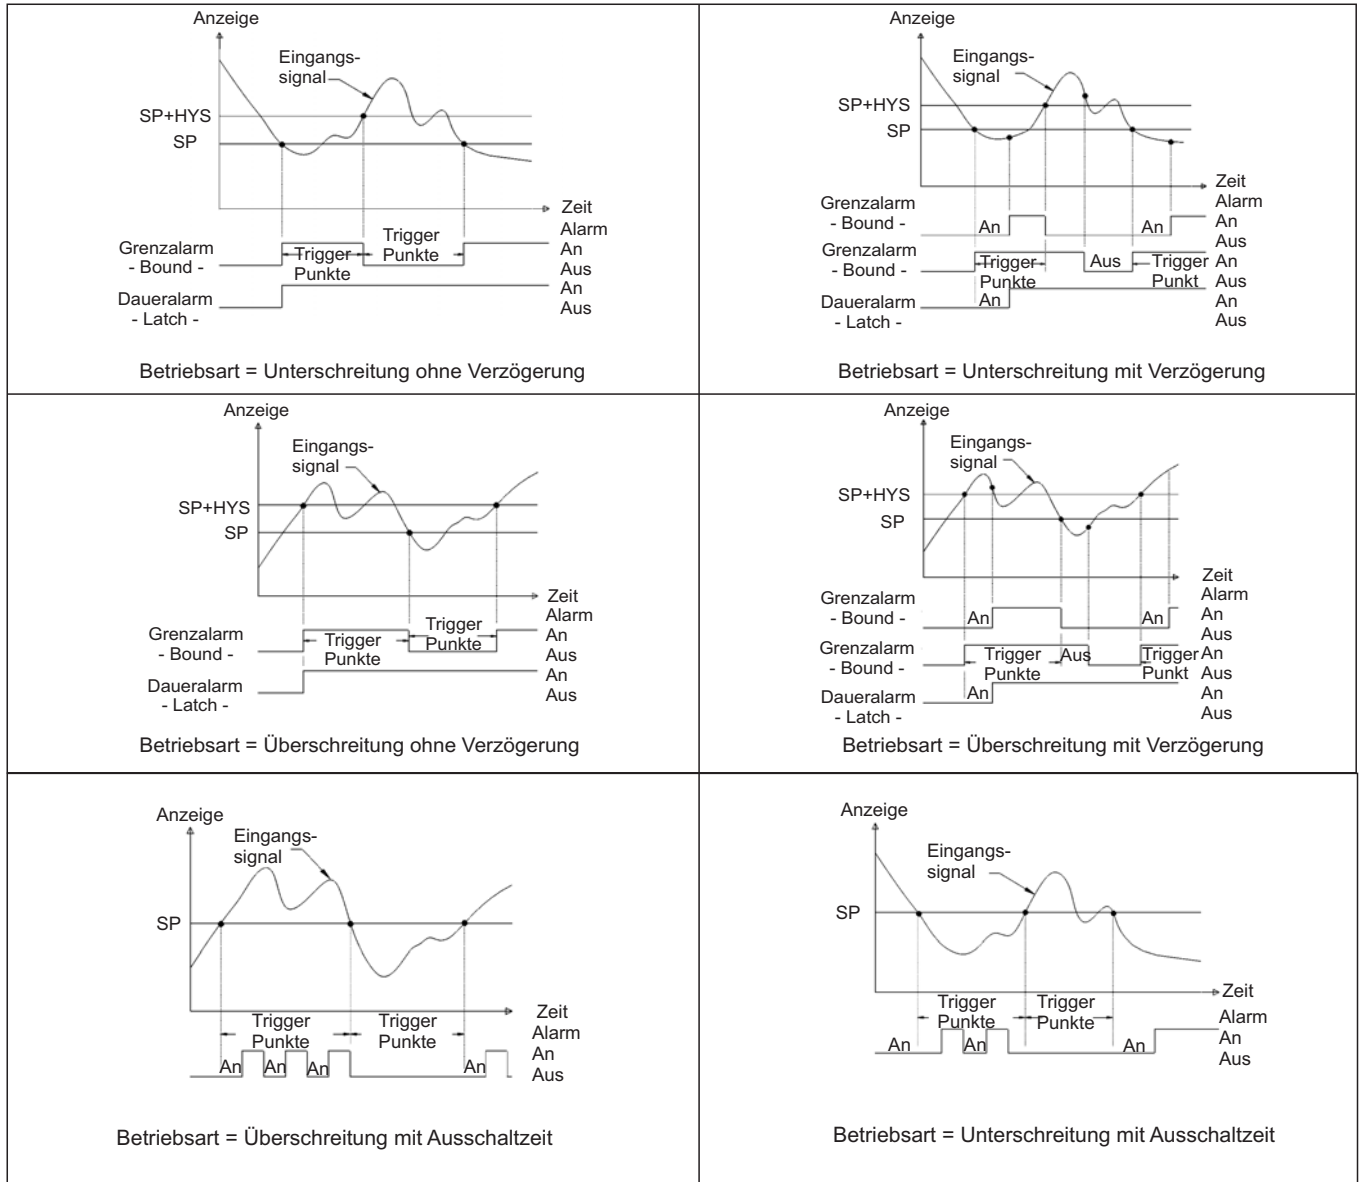 Anzeige
Eingangs-
signal
SP+HYS
SP
Zeit
Alarm
Trigger
Punkte
Grenzalarm
- Bound -
Trigger
Punkte
An
Aus
Daueralarm
- Latch -
An
Aus
Betriebsart = Unterschreitung ohne Verzögerung
Anzeige
Eingangs-
signal
SP+HYS
SP
Zeit
Alarm
Grenzalarm
- Bound -
An
An
An
Aus
Grenzalarm
- Bound -
Trigger
Punkte
Aus
Trigger
Punkt
An
Aus
Daueralarm
- Latch -
An
An
Aus
Betriebsart = Unterschreitung mit Verzögerung
Anzeige
Eingangs-
signal
SP+HYS
SP
Zeit
Alarm
Grenzalarm
- Bound -
Trigger
Punkte
Trigger
Punkte
An
Aus
Daueralarm
- Latch -
An
Aus
Betriebsart = Überschreitung ohne Verzögerung
Anzeige
Eingangs-
signal
SP+HYS
SP
Zeit
Alarm
Grenzalarm
- Bound -
An
An
An
Aus
Grenzalarm
- Bound -
Trigger
Punkte
Aus
Trigger
Punkt
An
Aus
Daueralarm
- Latch -
An
An
Aus
Betriebsart = Überschreitung mit Verzögerung
Anzeige
Eingangs-
signal
SP
Zeit
Alarm
Trigger
Punkte
Trigger
Punkte
An
An
An
An
An
Aus
Betriebsart = Überschreitung mit Ausschaltzeit
Anzeige
Eingangs-
signal
SP
Zeit
Alarm
Trigger
Punkte
Trigger
Punkte
An
An
An
An
Aus
Betriebsart = Unterschreitung mit Ausschaltzeit